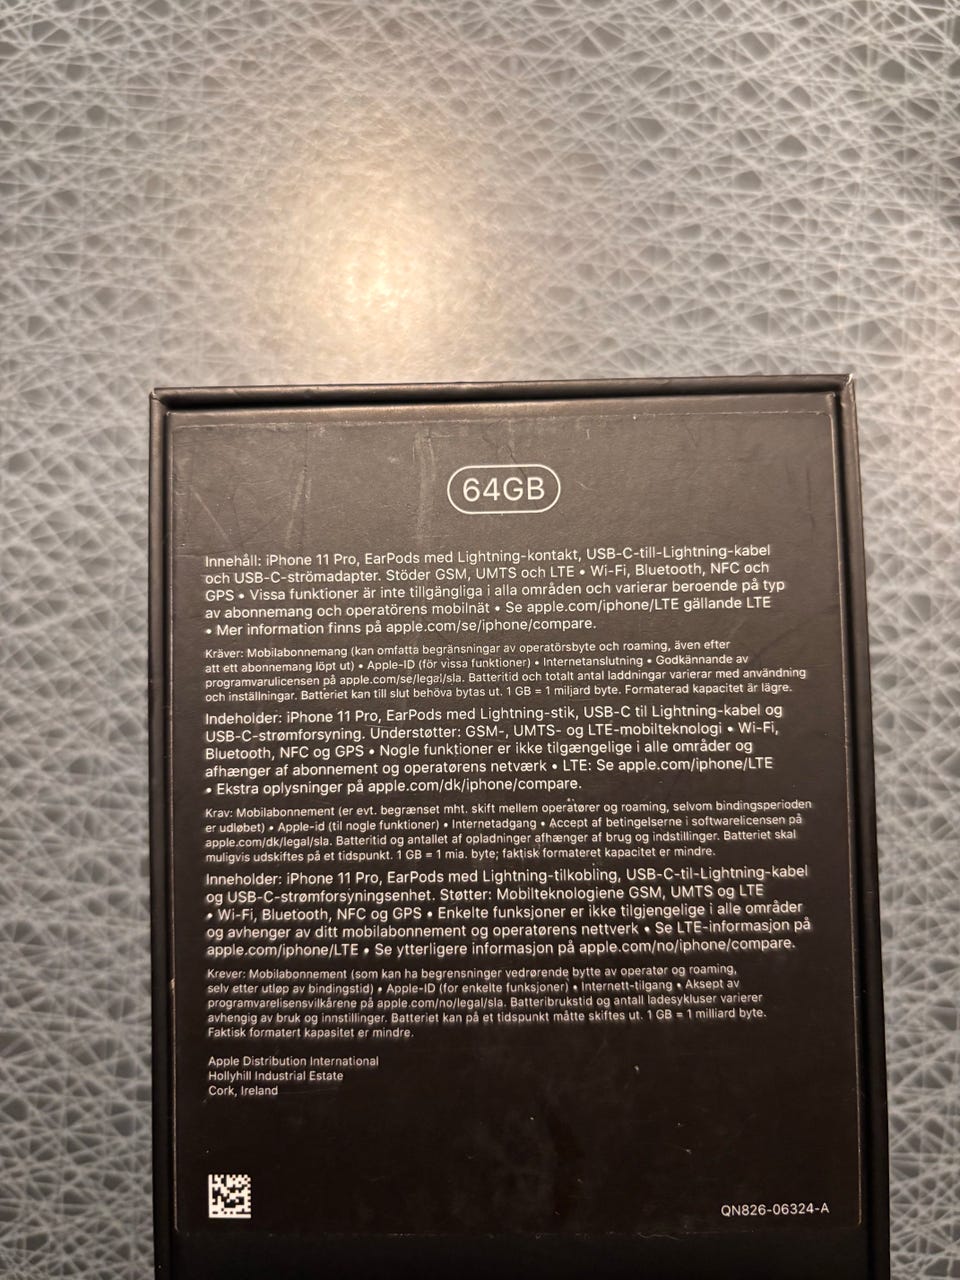 64GB
Innehåll: iPhone 11 Pro, EarPods med Lightning-kontakt, USB-C-till-Lightning-kabel
och USB-C-strömadapter. Stöder GSM, UMTS och LTE • Wi-Fi, Bluetooth, NFC och
GPS • Vissa funktioner är inte tillgängliga i alla områden och varierar beroende på typ
av abonnemang och operatörens mobilnät • Se apple.com/iphone/LTE gällande LTE
• Mer information finns på apple.com/se/iphone/compare.
Kräver: Mobilabonnemang (kan omfatta begränsningar av operatörsbyte och roaming, även efter
att ett abonnemang löpt ut) • Apple-ID (för vissa funktioner) • Internetanslutning • Godkännande av
programvarulicensen på apple.com/se/legal/sla. Batteritid och totalt antal laddningar varierar med användning
och inställningar. Batteriet kan till slut behöva bytas ut. 1 GB = 1 miljard byte. Formaterad kapacitet är lägre.
Indeholder: iPhone 11 Pro, EarPods med Lightning-stik, USB-C til Lightning-kabel og
USB-C-strømforsyning. Understøtter: GSM-, UMTS- og LTE-mobilteknologi • Wi-Fi,
Bluetooth, NFC og GPS • Nogle funktioner er ikke tilgængelige i alle områder og
afhænger af abonnement og operatørens netværk • LTE: Se apple.com/iphone/LTE
• Ekstra oplysninger på apple.com/dk/iphone/compare.
Krav: Mobilabonnement (er evt. begrænset mht. skift mellem operatører og roaming, selvom bindingsperioden
er udløbet) • Apple-id (til nogle funktioner) • Internetadgang • Accept af betingelserne i softwarelicensen på
apple.com/dk/legal/sla. Batteritid og antallet af opladninger afhænger af brug og indstillinger. Batteriet skal
muligvis udskiftes på et tidspunkt. 1 GB = 1 mia. byte; faktisk formateret kapacitet er mindre.
Inneholder: iPhone 11 Pro, EarPods med Lightning-tilkobling, USB-C-til-Lightning-kabel
og USB-C-strømforsyningsenhet. Støtter: Mobilteknologiene GSM, UMTS og LTE
• Wi-Fi, Bluetooth, NFC og GPS • Enkelte funksjoner er ikke tilgjengelige i alle områder
og avhenger av ditt mobilabonnement og operatørens nettverk • Se LTE-informasjon på
apple.com/iphone/LTE • Se ytterligere informasjon på apple.com/no/iphone/compare.
Krever: Mobilabonnement (som kan ha begrensninger vedrørende bytte av operatør og roaming,
selv etter utløp av bindingstid) • Apple-ID (for enkelte funksjoner) • Internett-tilgang • Aksept av
programvarelisensvilkårene på apple.com/no/legal/sla. Batteribrukstid og antall ladesykluser varierer
avhengig av bruk og innstillinger. Batteriet kan på et tidspunkt måtte skiftes ut. 1 GB = 1 milliard byte.
Faktisk formatert kapasitet er mindre.
Apple Distribution International
Hollyhill Industrial Estate
Cork, Ireland
QN826-06324-A